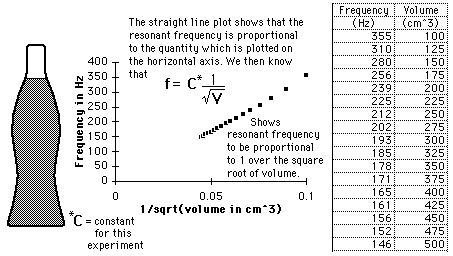 The straight line plot shows that the
resonant frequency is proportional
to the quantity which is plotted on
the horizontal axis. We then know
that
f = C* 1/√V
Frequency in Hz
400
350
300
250
200
150
100
50
0
0
0.05
0.1
Shows
resonant frequency
to be proportional
to 1 over the square
root of volume.
1/sqrt(volume in cm^3)
*C = constant
for this
experiment
Frequency Volume
(Hz) (cm^3)
355 100
310 125
280 150
256 175
239 200
225 225
212 250
202 275
193 300
185 325
178 350
171 375
165 400
161 425
156 450
152 475
146 500